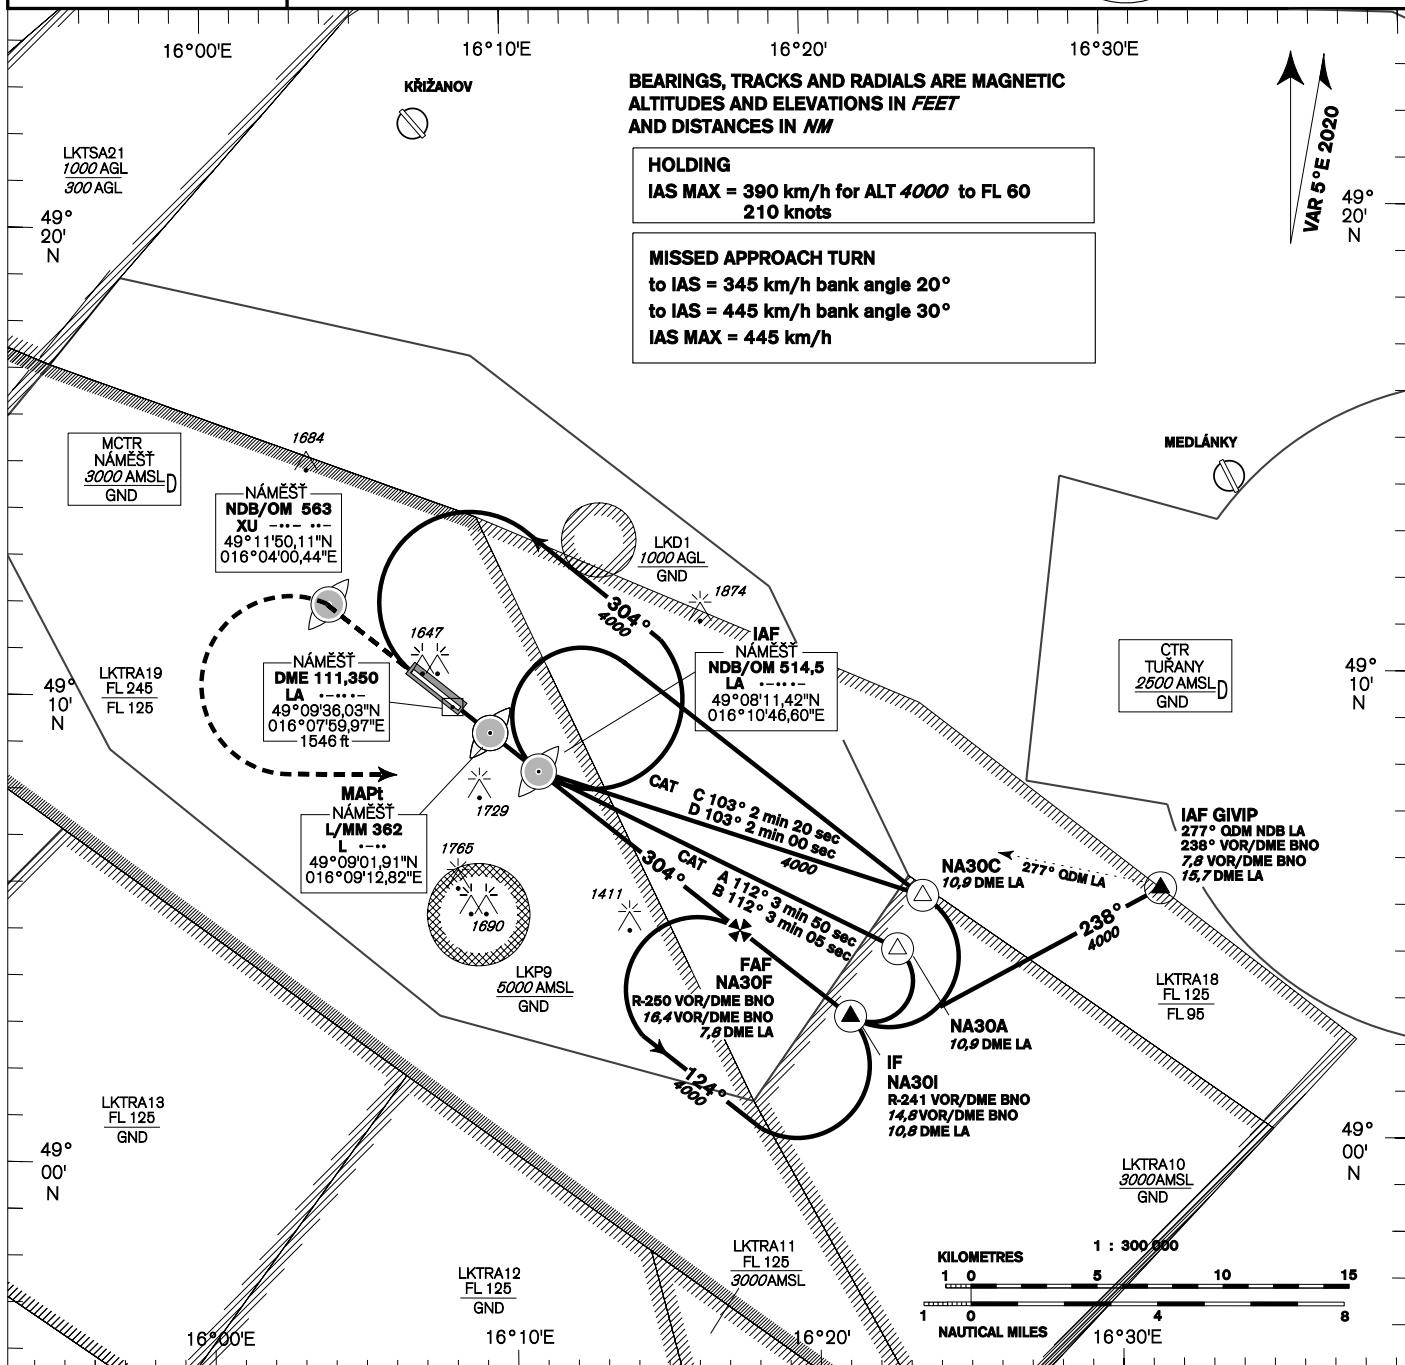 16°00'E
16°10'E
16°20'
16°30'E
KŘIŽANOV
BEARINGS, TRACKS AND RADIALS ARE MAGNETIC
ALTITUDES AND ELEVATIONS IN FEET
AND DISTANCES IN NM
VAR 5°E 2020
LKTSA21
1000 AGL
300 AGL
HOLDING
IAS MAX = 390 km/h for ALT 4000 to FL 60
210 knots
49°
20'
N
49°
20'
N
MISSED APPROACH TURN
to IAS = 345 km/h bank angle 20°
to IAS = 445 km/h bank angle 30°
IAS MAX = 445 km/h
MCTR
NÁMĚŠŤ
3000 AMSL
GND
D
1684
MEDLÁNKY
NÁMĚŠŤ
NDB/OM 563
XU -··- ··-
49°11'50,11"N
016°04'00,44"E
LKD1
1000 AGL
GND
1874
304°
4000
1647
IAF
NÁMĚŠŤ
NDB/OM 514,5
LA ·-·· ·-
49°08'11,42"N
016°10'46,60"E
CTR
TUŘANY
2500 AMSL
GND
D
LKTRA19
FL 245
FL 125
NÁMĚŠŤ
DME 111,350
LA ·-·· ·-
49°09'36,03"N
016°07'59,97"E
1546 ft
49°
10'
N
49°
10'
N
MAPt
NÁMĚŠŤ
L/MM 362
L ·-··
49°09'01,91"N
016°09'12,82"E
1729
CAT C 103° 2 min 20 sec
D 103° 2 min 00 sec
4000
IAF GIVIP
277° QDM NDB LA
238° VOR/DME BNO
7,8 VOR/DME BNO
15,7 DME LA
1765
1690
304°
CAT A 112° 3 min 50 sec
B 112° 3 min 05 sec
NA30C
10,9 DME LA
277° QDM LA
1411
238°
4000
LKP9
5000 AMSL
GND
FAF
NA30F
R-250 VOR/DME BNO
16,4 VOR/DME BNO
7,8 DME LA
LKTRA18
FL 125
FL 95
NA30A
10,9 DME LA
124°
4000
IF
NA30I
R-241 VOR/DME BNO
14,8 VOR/DME BNO
10,8 DME LA
LKTRA13
FL 125
GND
49°
00'
N
49°
00'
N
LKTRA10
3000AMSL
GND
LKTRA11
FL 125
3000AMSL
LKTRA12
FL 125
GND
1 : 300 000
KILOMETRES
1 0 5 10 15
1 0 4 8
NAUTICAL MILES
16°00'E
16°10'E
16°20'
16°30'E